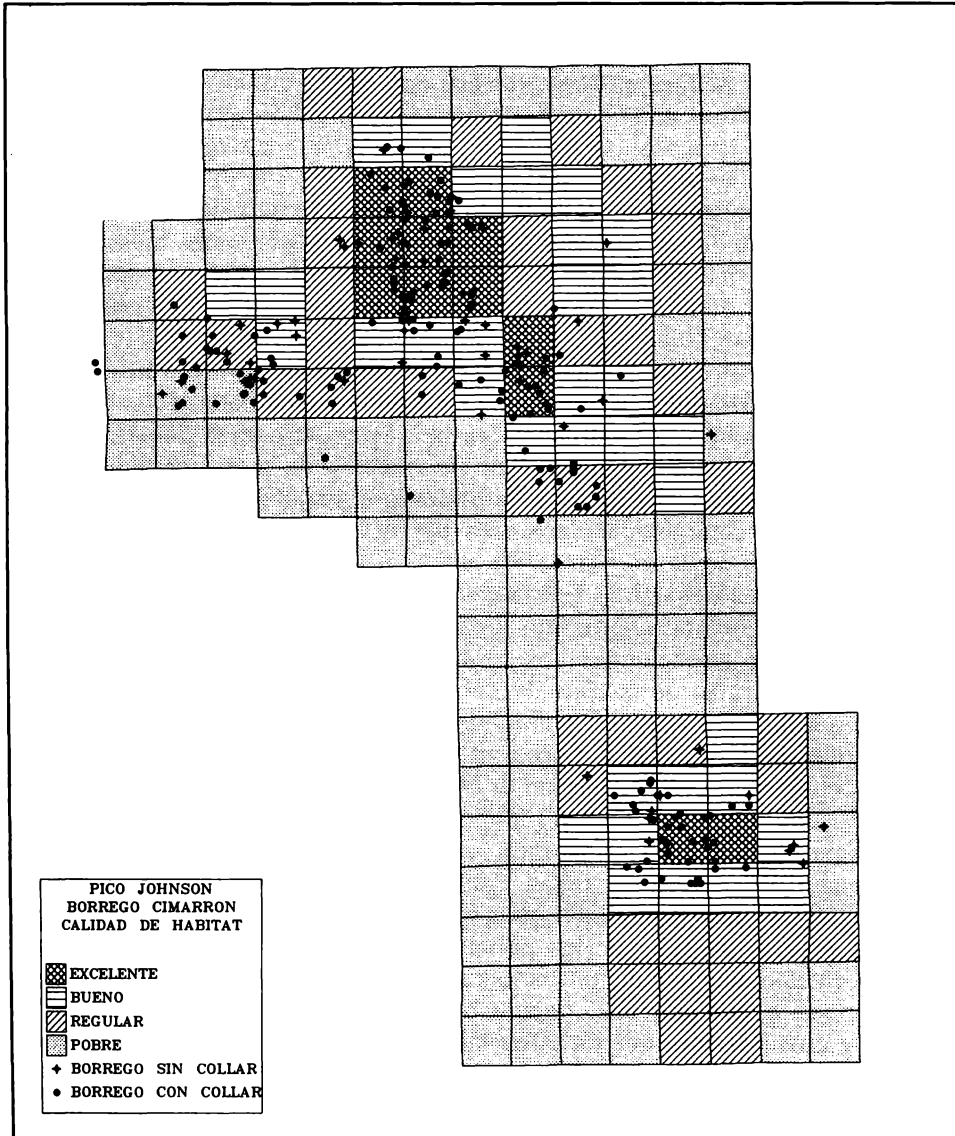 PICO JOHNSON
BORREGO CIMARRON
CALIDAD DE HABITAT
EXCELENTE
BUENO
REGULAR
POBRE
BORREGO SIN COLLAR
BORREGO CON COLLAR